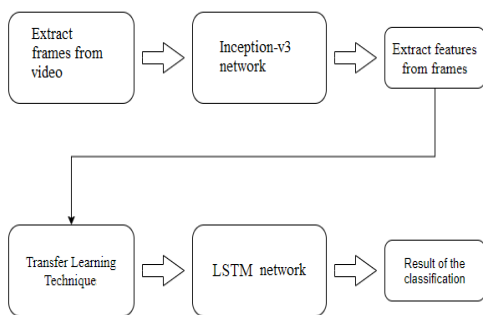 Extract
frames from
video
Inception-v3
network
Extract features
from frames
Transfer Learning
Technique
LSTM network
Result of the
classification